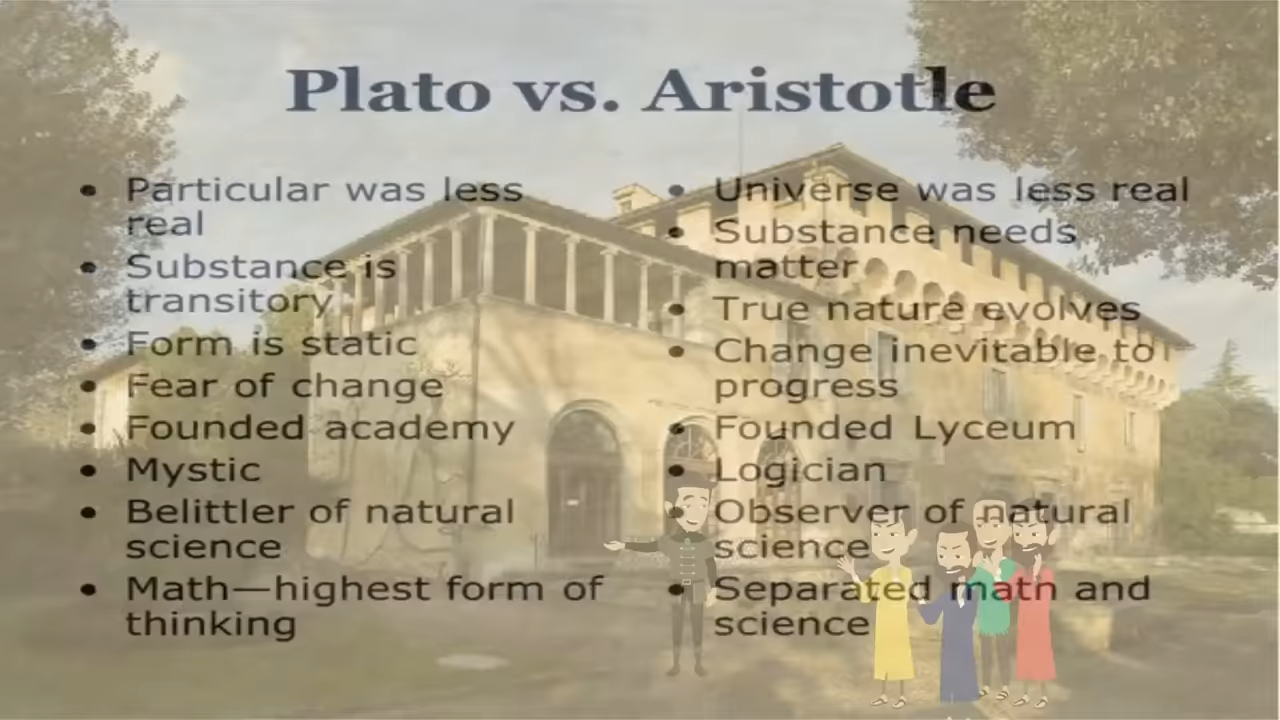 Plato vs. Aristotle
• Particular was less
real
• Substance is
transitory
• Form is static
• Fear of change
• Founded academy
• Mystic
• Belittler of natural
science
• Math—highest form of
thinking
• Universe was less real
• Substance needs
matter
• True nature evolves
• Change inevitable to
progress
• Founded Lyceum
• Logician
• Observer of natural
science
• Separated math and
science